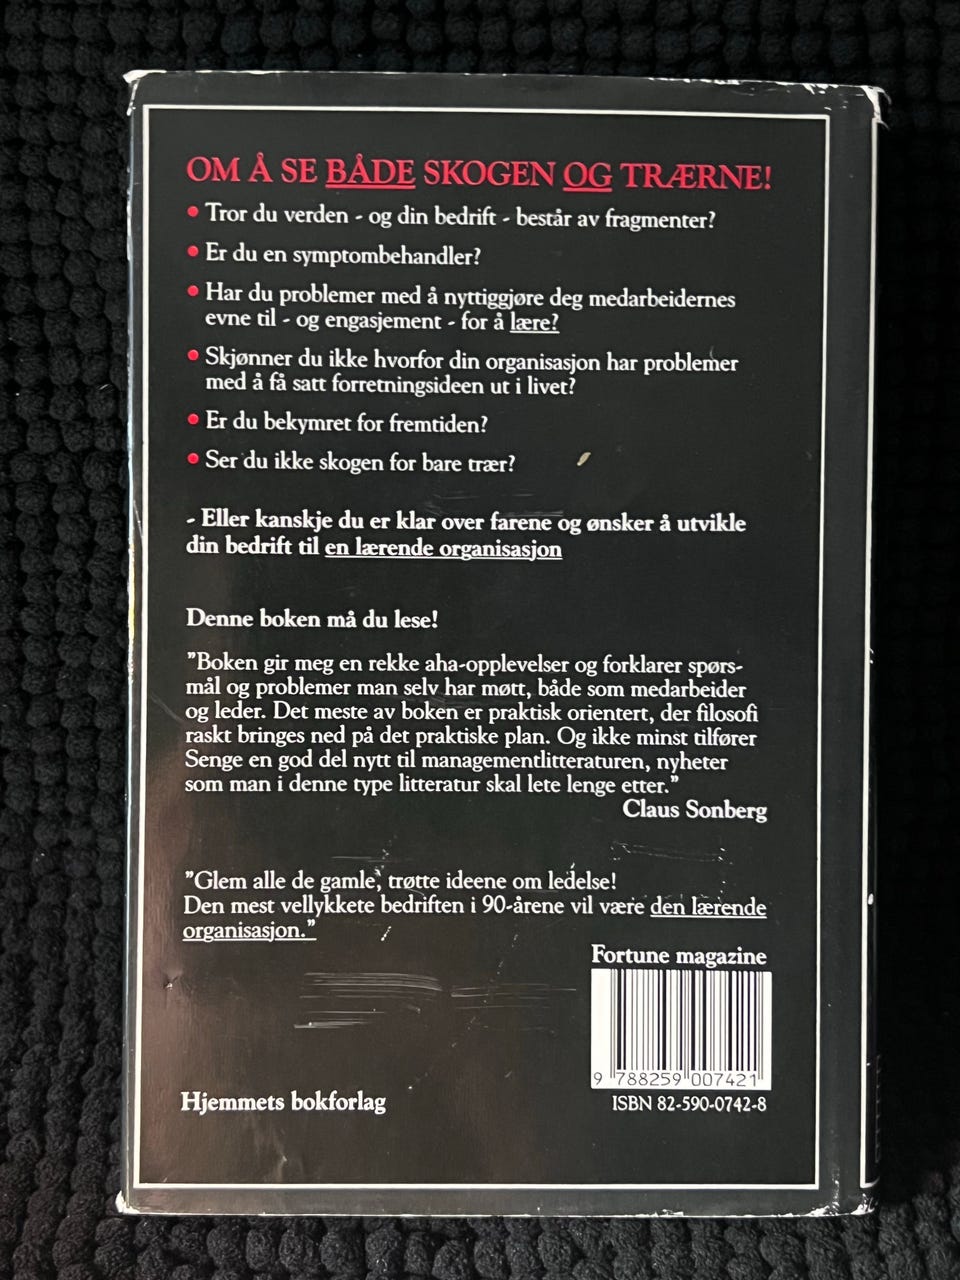 OM Å SE BÅDE SKOGEN OG TRÆRNE!
• Tror du verden - og din bedrift - består av fragmenter?
• Er du en symptombehandler?
• Har du problemer med å nyttiggjøre deg medarbeidernes
evne til - og engasjement - for å lære?
• Skjønner du ikke hvorfor din organisasjon har problemer
med å få satt forretningsideen ut i livet?
• Er du bekymret for fremtiden?
• Ser du ikke skogen for bare trær?
- Eller kanskje du er klar over farene og ønsker å utvikle
din bedrift til en lærende organisasjon
Denne boken må du lese!
"Boken gir meg en rekke aha-opplevelser og forklarer spørs-
mål og problemer man selv har møtt, både som medarbeider
og leder. Det meste av boken er praktisk orientert, der filosofi
raskt bringes ned på det praktiske plan. Og ikke minst tilfører
Senge en god del nytt til managementlitteraturen, nyheter
som man i denne type litteratur skal lete lenge etter."
Claus Sonberg
"Glem alle de gamle, trøtte ideene om ledelse!
Den mest vellykkete bedriften i 90-årene vil være den lærende
organisasjon."
Fortune magazine
9 788259 007421
Hjemmets bokforlag
ISBN 82-590-0742-8